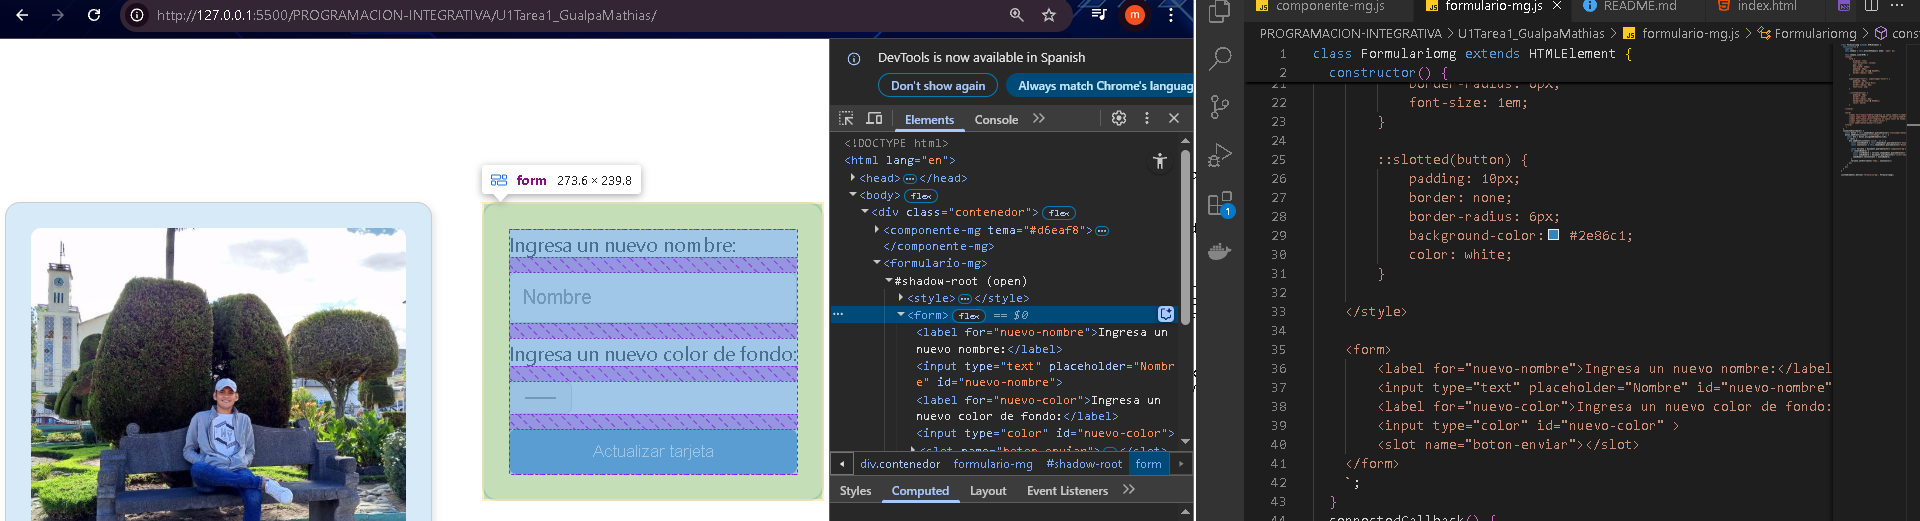 http://127.0.0.1:5500/PROGRAMACION-INTEGRATIVA/U1Tarea1_GualpaMathias/
m
form 273.6 × 239.8
Ingresa un nuevo nombre:
Nombre
Ingresa un nuevo color de fondo:
Actualizar tarjeta
DevTools is now available in Spanish
Don't show again
Always match Chrome's languag
Elements
Console
<!DOCTYPE html>
<html lang="en">
<head> </head>
<body> flex
<div class="contenedor"> flex
<componente-mg tema="#d6eaf8">
</componente-mg>
<formulario-mg>
#shadow-root (open)
<style> </style>
<form> flex == $0
<label for="nuevo-nombre">Ingresa un
nuevo nombre:</label>
<input type="text" placeholder="Nombr
e" id="nuevo-nombre">
<label for="nuevo-color">Ingresa un
nuevo color de fondo:</label>
<input type="color" id="nuevo-color">
<slot name="boton-enviar"> </slot>
div.contenedor formulario-mg #shadow-root form
Styles Computed Layout Event Listeners
1
componente-mg.js
formulario-mg.js
README.md
index.html
PROGRAMACION-INTEGRATIVA > U1Tarea1_GualpaMathias > formulario-mg.js > Formulariomg > const
1 class Formulariomg extends HTMLElement {
2 constructor() {
21 border-radius: 6px;
22 font-size: 1em;
23 }
24
25 ::slotted(button) {
26 padding: 10px;
27 border: none;
28 border-radius: 6px;
29 background-color: #2e86c1;
30 color: white;
31 }
32
33 </style>
34
35 <form>
36 <label for="nuevo-nombre">Ingresa un nuevo nombre:</label
37 <input type="text" placeholder="Nombre" id="nuevo-nombre"
38 <label for="nuevo-color">Ingresa un nuevo color de fondo:
39 <input type="color" id="nuevo-color" >
40 <slot name="boton-enviar"></slot>
41 </form>
42 `;
43 }
44 connectedCallback() {